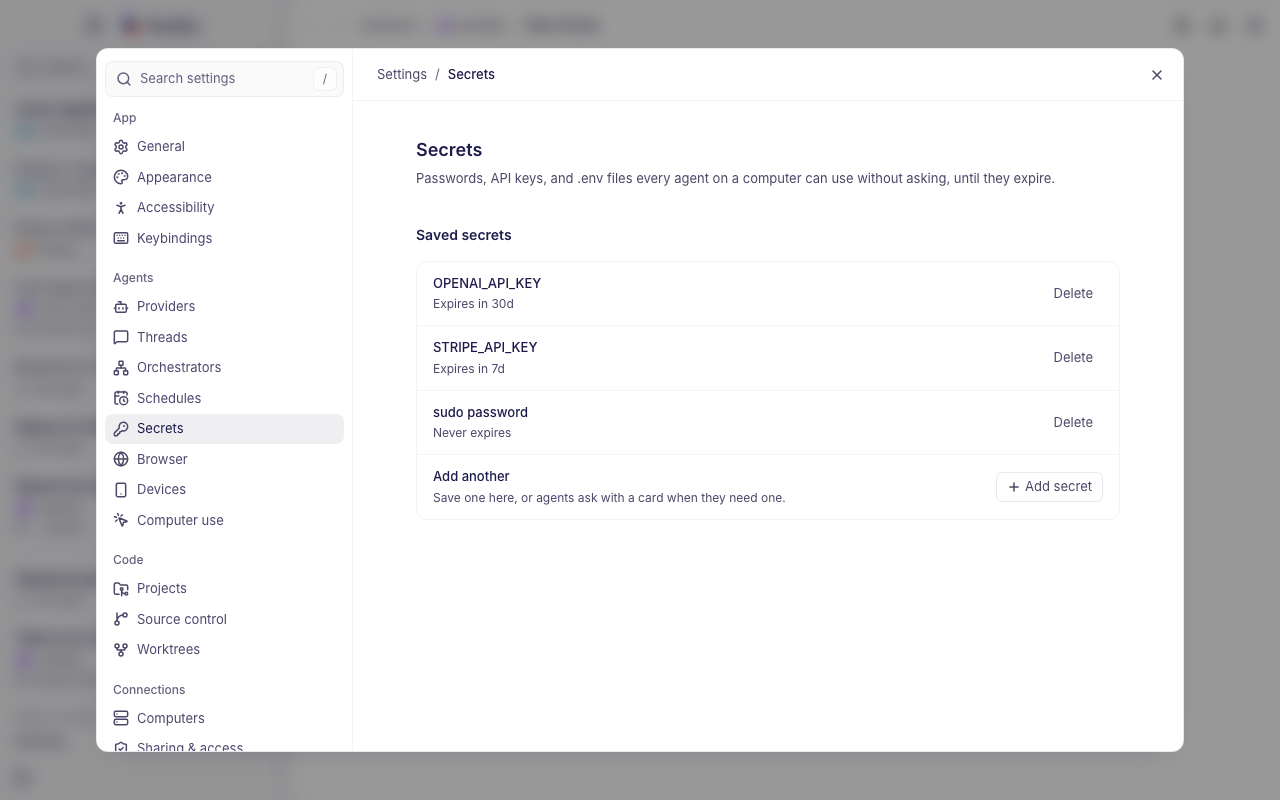 Search settings /
App
General
Appearance
Accessibility
Keybindings
Agents
Providers
Threads
Orchestrators
Schedules
Secrets
Browser
Devices
Computer use
Code
Projects
Source control
Worktrees
Connections
Computers
Sharing & access
Settings / Secrets
Secrets
Passwords, API keys, and .env files every agent on a computer can use without asking, until they expire.
Saved secrets
OPENAI_API_KEY
Expires in 30d
Delete
STRIPE_API_KEY
Expires in 7d
Delete
sudo password
Never expires
Delete
Add another
Save one here, or agents ask with a card when they need one.
Add secret